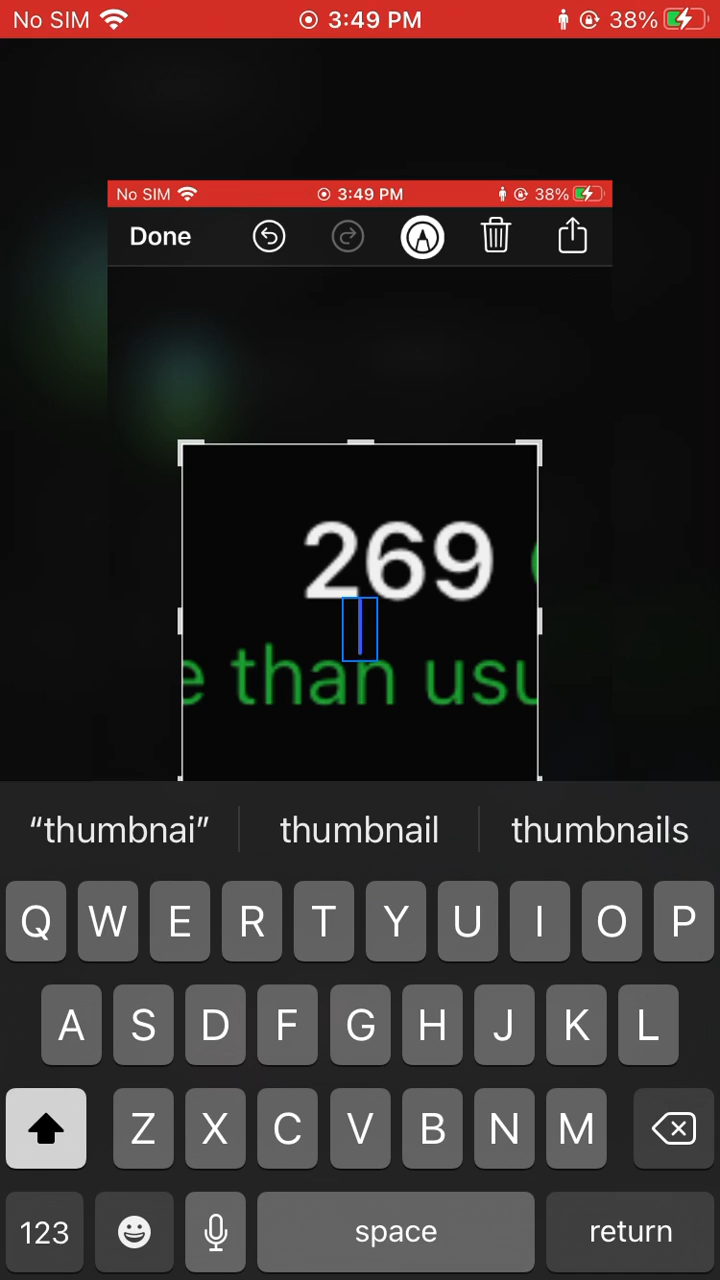 No SIM 3:49 PM 38%
No SIM 3:49 PM 38%
Done
269
e than usu
“thumbnai” thumbnail thumbnails
Q W E R T Y U I O P
A S D F G H J K L
Z X C V B N M
123 space return